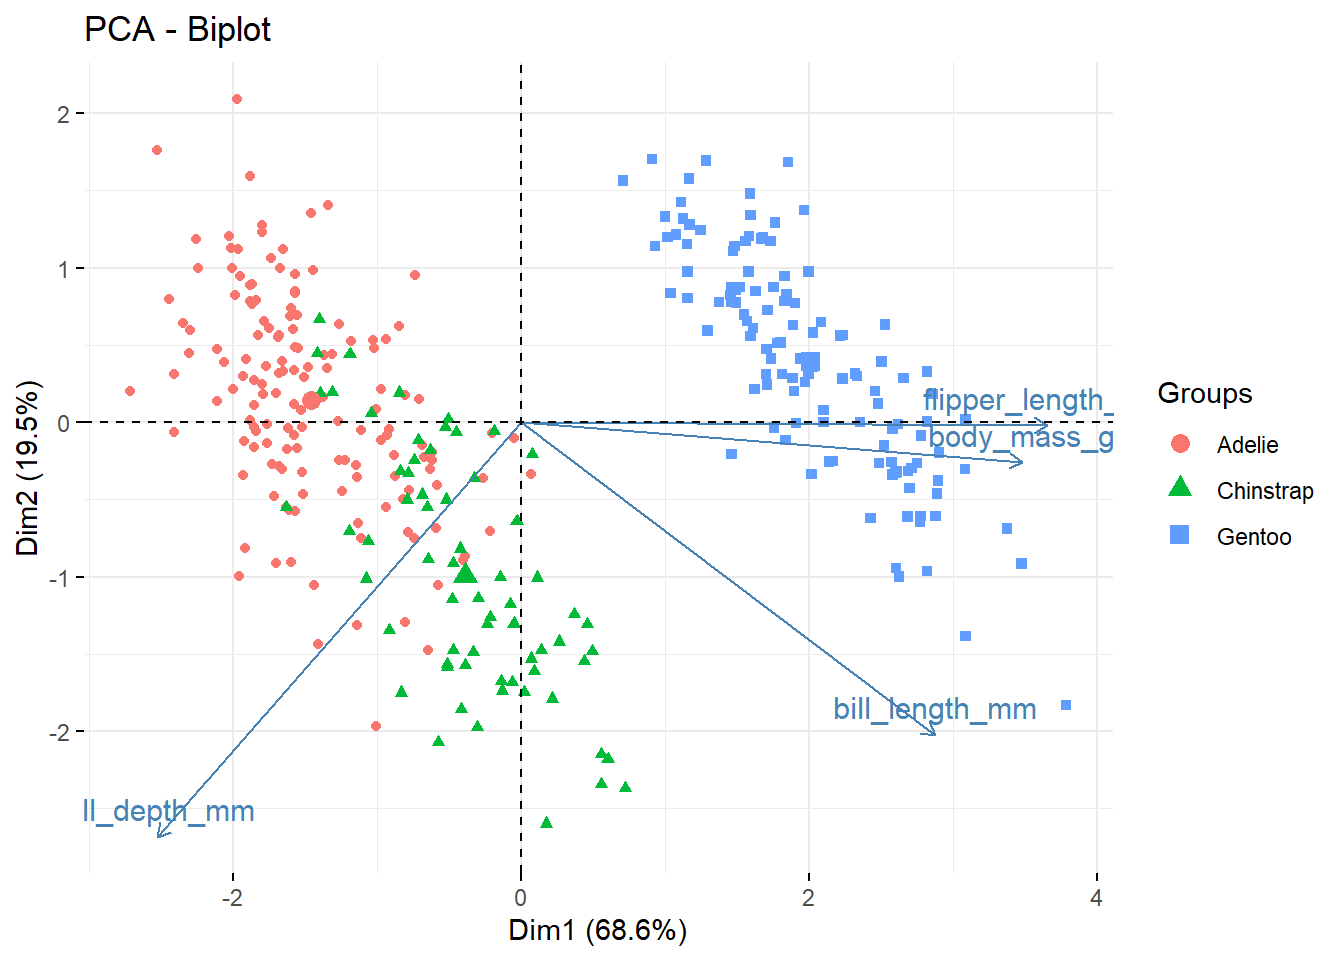 PCA - Biplot
2
1
0
-1
-2
Dim2 (19.5%)
flipper_length_
body_mass_g
bill_length_mm
ll_depth_mm
-2
0
2
4
Dim1 (68.6%)
Groups
Adelie
Chinstrap
Gentoo